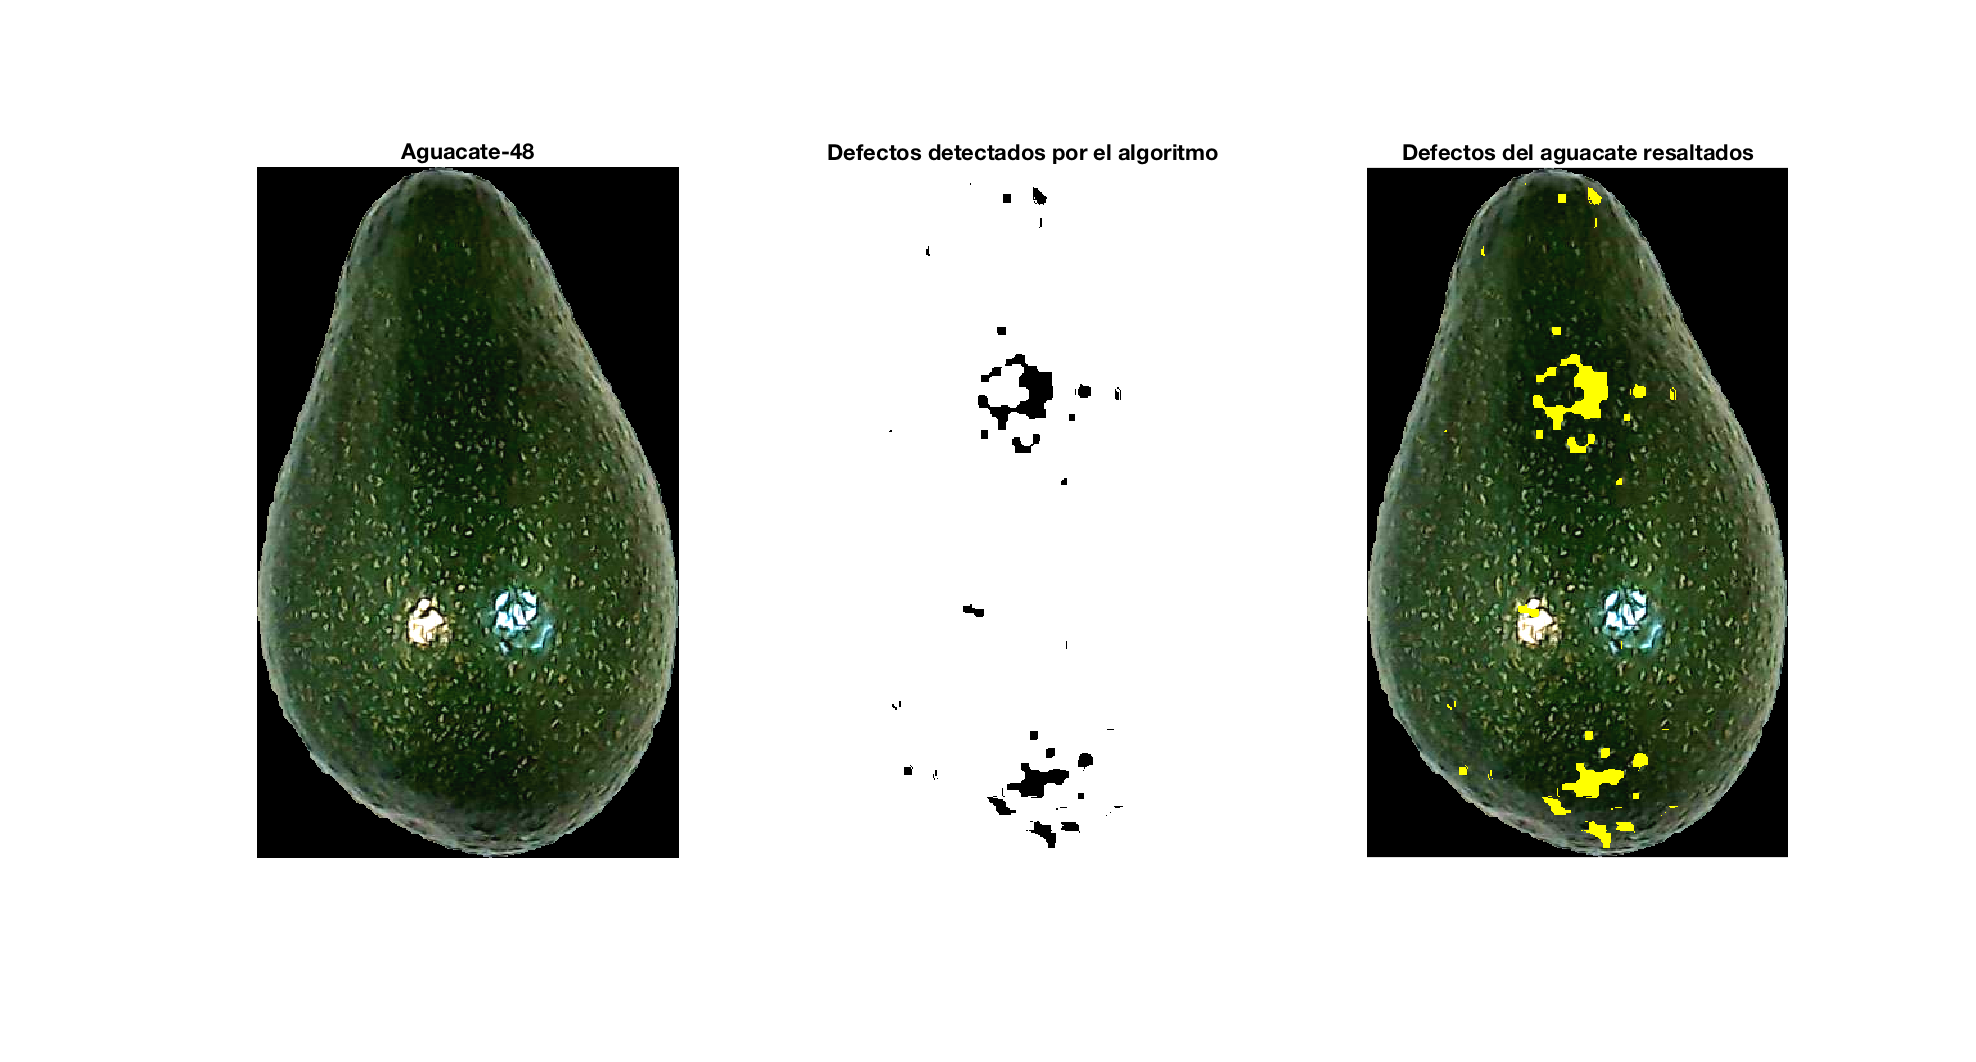 Aguacate-48
Defectos detectados por el algoritmo
Defectos del aguacate resaltados